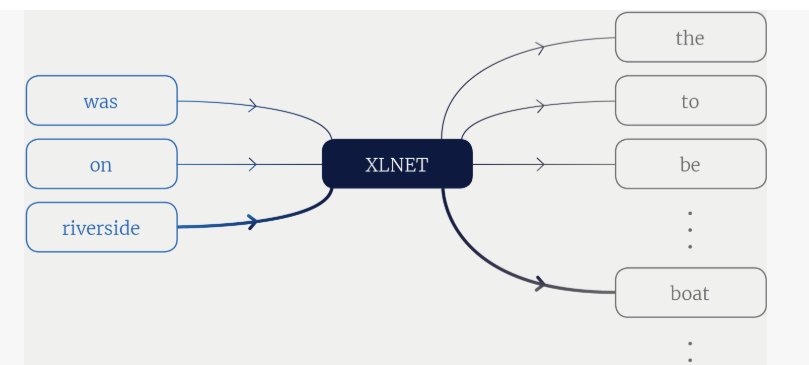 was
on
riverside
XLNET
the
to
be
boat